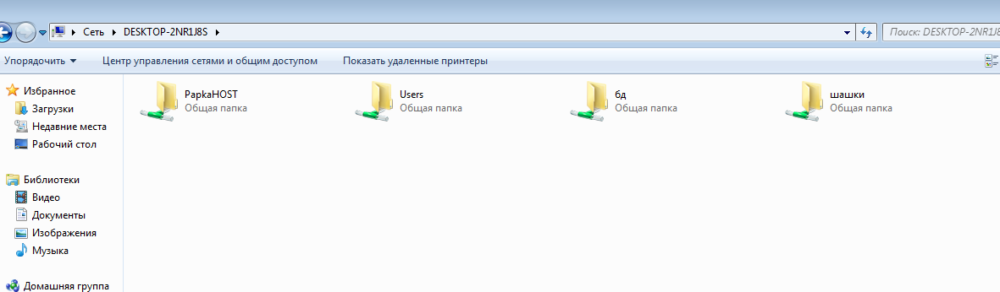 Сеть DESKTOP-2NR1J8S
Поиск: DESKTOP-2NR1J8
Упорядочить Центр управления сетями и общим доступом Показать удаленные принтеры
Избранное
Загрузки
Недавние места
Рабочий стол
Библиотеки
Видео
Документы
Изображения
Музыка
Домашняя группа
PapkaHOST
Общая папка
Users
Общая папка
бд
Общая папка
шашки
Общая папка